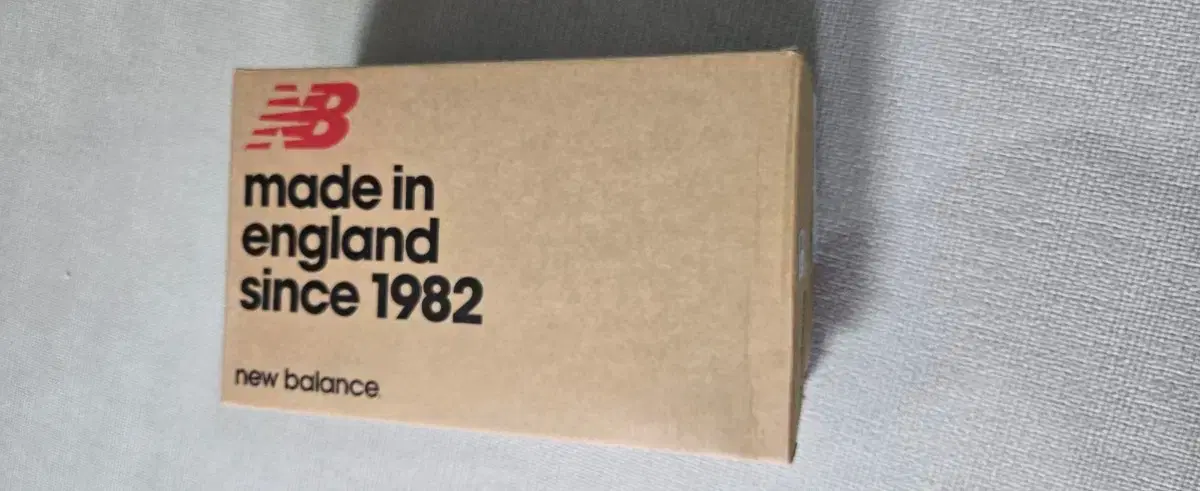 NB
made in
england
since 1982
new balance